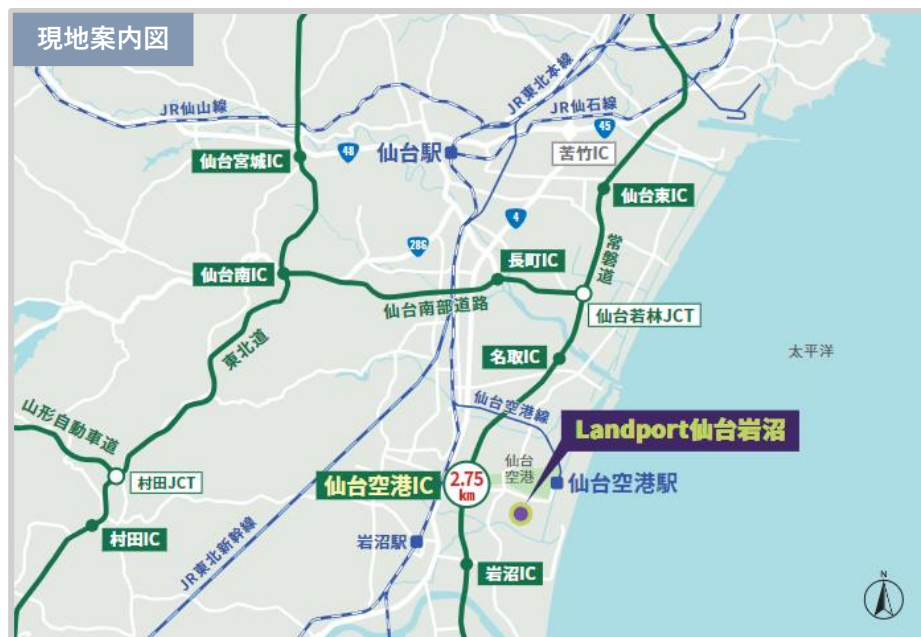 現地案内図
JR仙山線
JR東北本線
JR仙石線
45
苦竹IC
48
仙台駅
仙台宮城IC
仙台東IC
4
286
常磐道
長町IC
仙台南IC
仙台南部道路
仙台若林JCT
東北道
名取IC
太平洋
仙台空港線
Landport仙台岩沼
山形自動車道
仙台
空港
村田JCT
仙台空港IC
2.75
km
仙台空港駅
村田IC
JR東北新幹線
岩沼駅
岩沼IC
N